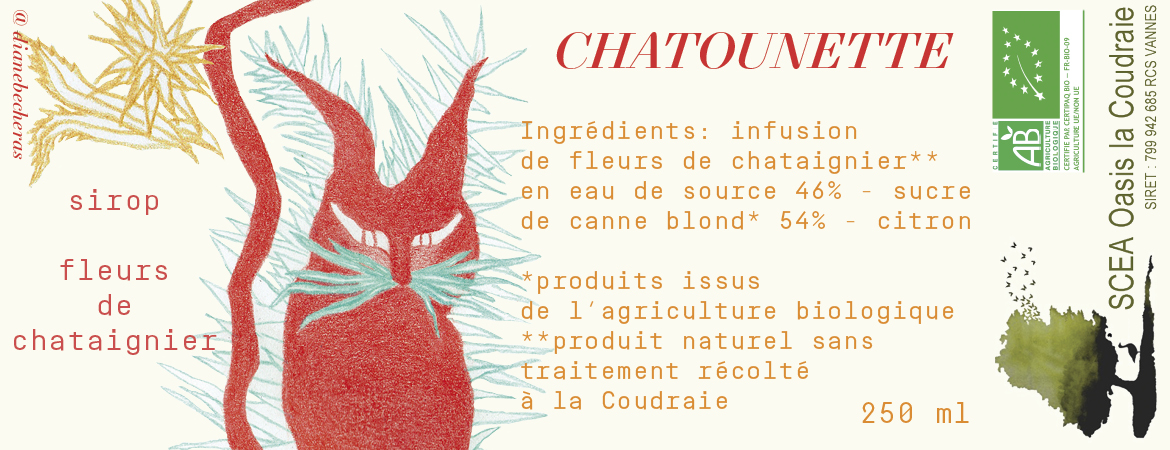 @ dianebecheras
sirop
fleurs
de
chataignier
CHATOUNETTE
Ingrédients: infusion
de fleurs de chataignier**
en eau de source 46% - sucre
de canne blond* 54% - citron
*produits issus
de l'agriculture biologique
**produit naturel sans
traitement récolté
à la Coudraie
250 ml
CERTIFIÉ
AB
AGRICULTURE
BIOLOGIQUE
CERTIFIÉ PAR CERTIPAQ BIO – FR-BIO-09
AGRICULTURE UE/NON UE
SCEA Oasis la Coudraie
SIRET : 799 942 685 RCS VANNES